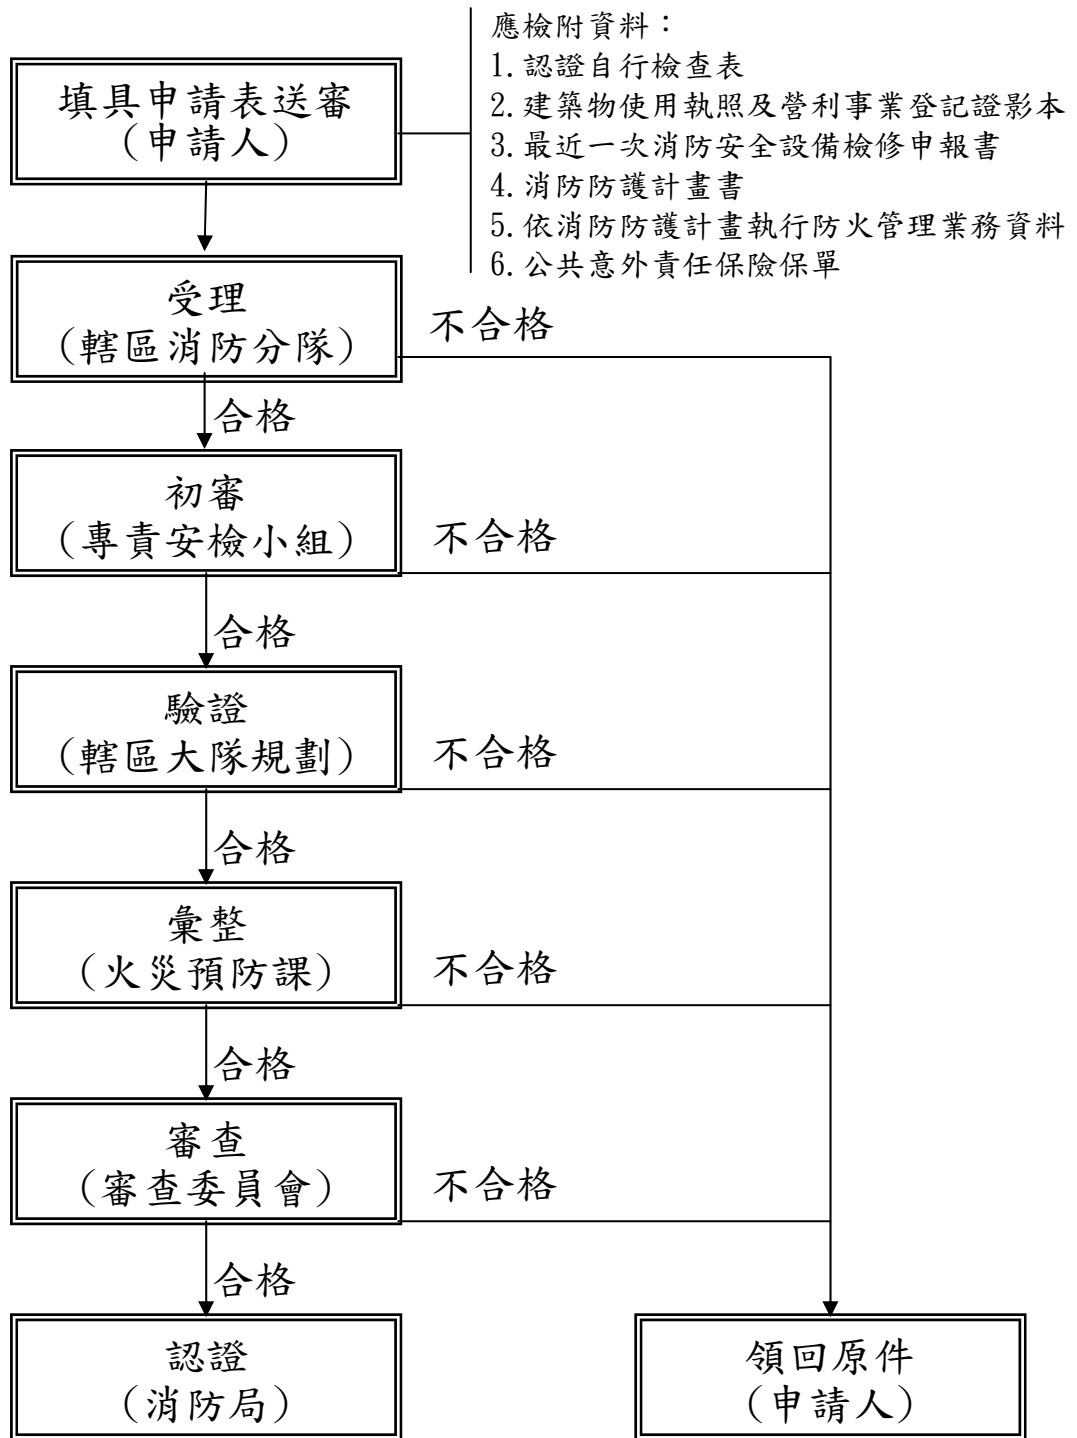 應檢附資料：
1.認證自行檢查表
2.建築物使用執照及營利事業登記證影本
3.最近一次消防安全設備檢修申報書
4.消防防護計畫書
5.依消防防護計畫執行防火管理業務資料
6.公共意外責任保險保單
填具申請表送審
（申請人）
受理
（轄區消防分隊）
不合格
合格
初審
（專責安檢小組）
不合格
合格
驗證
（轄區大隊規劃）
不合格
合格
彙整
（火災預防課）
不合格
合格
審查
（審查委員會）
不合格
合格
認證
（消防局）
領回原件
（申請人）